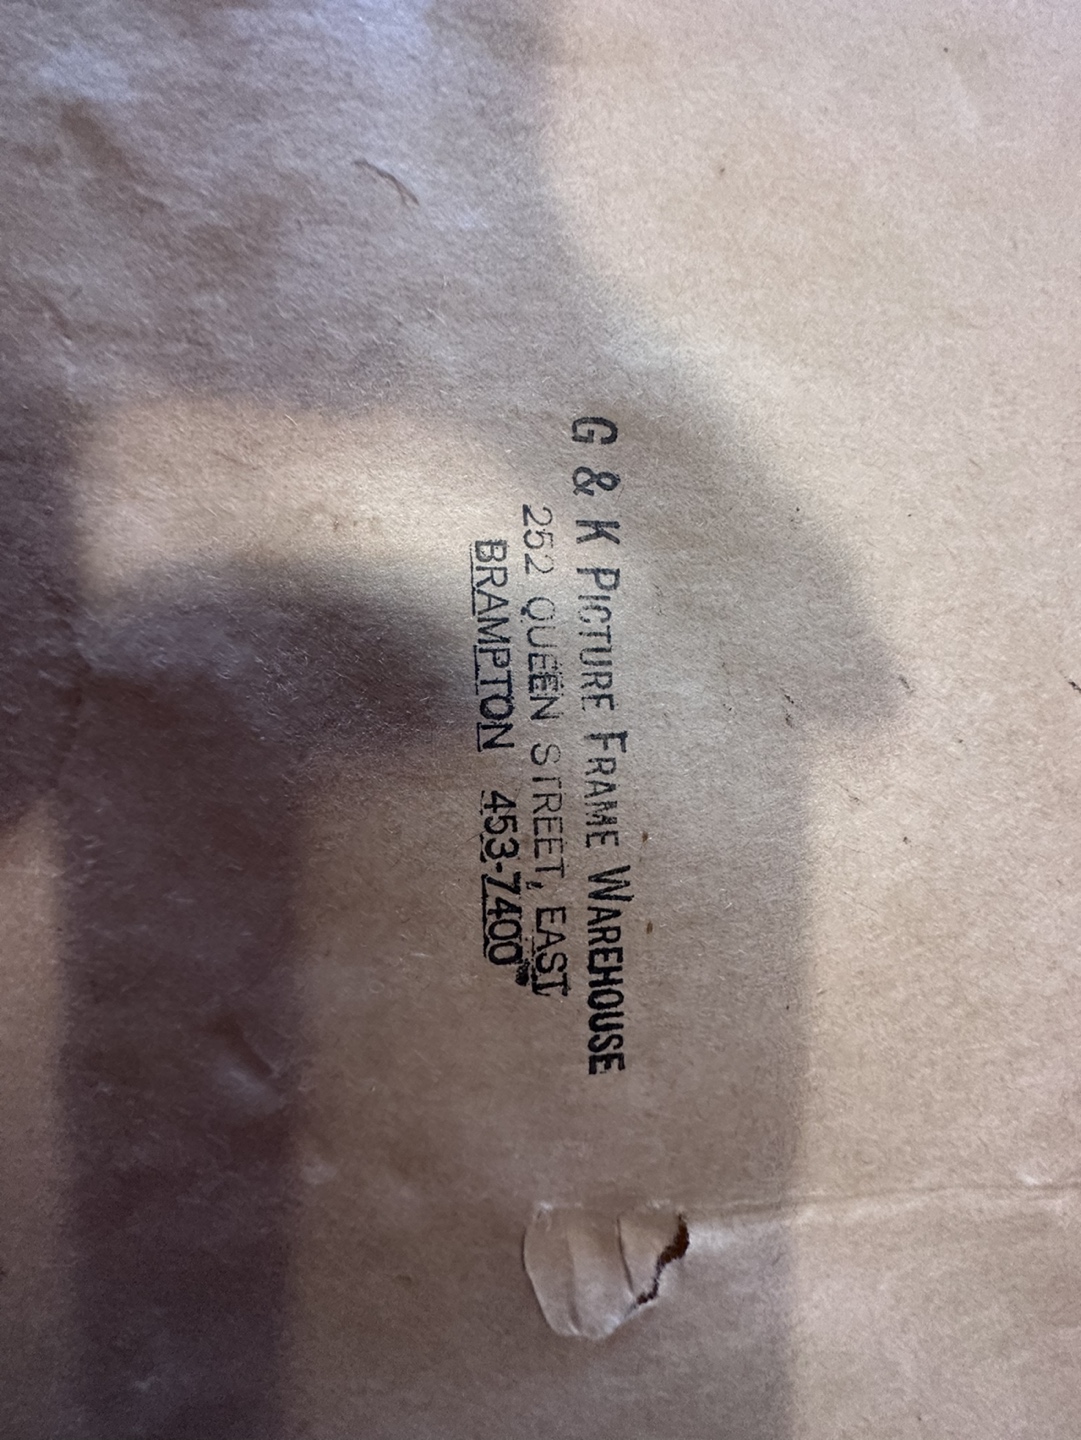 G & K PICTURE FRAME WAREHOUSE
252 QUEEN STREET, EAST
BRAMPTON 453-7400